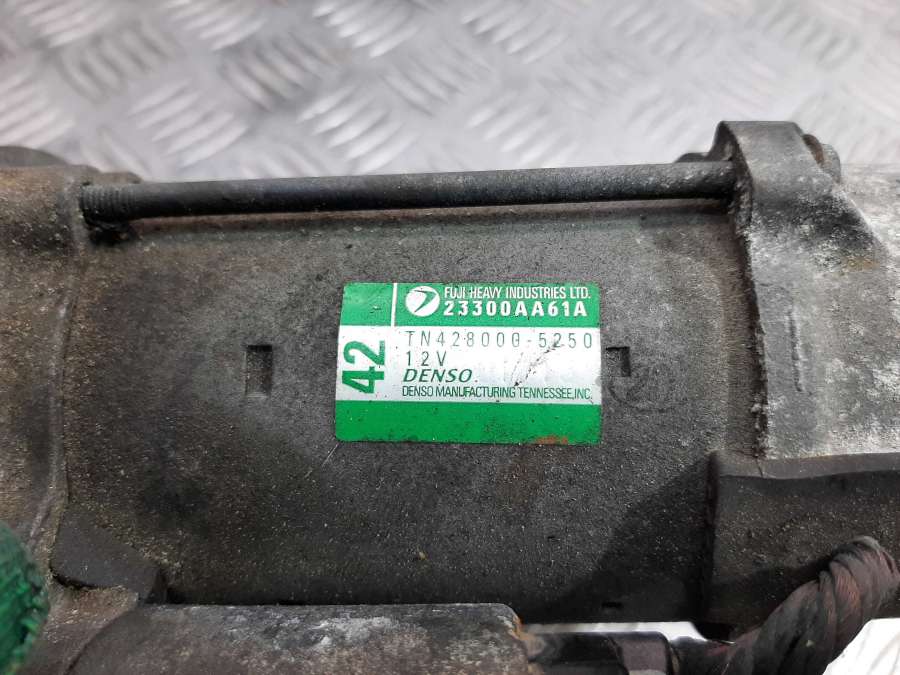 FUJI HEAVY INDUSTRIES LTD.
23300AA61A
42
TN428000-5250
12V
DENSO
DENSO MANUFACTURING TENNESSEE,INC.